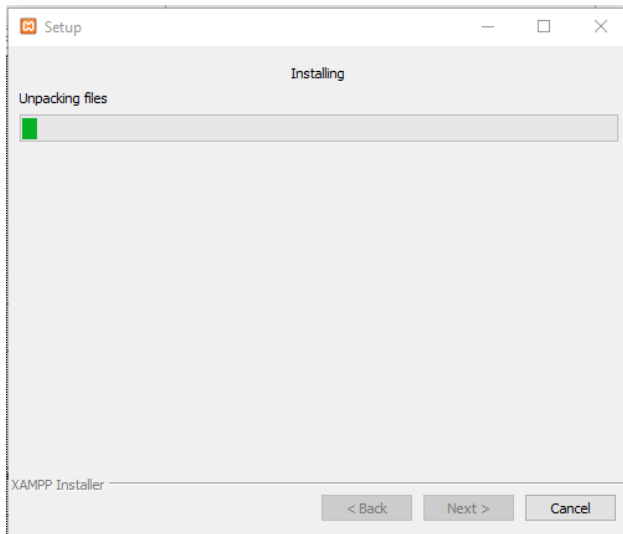 Setup
Installing
Unpacking files
XAMPP Installer
< Back Next > Cancel